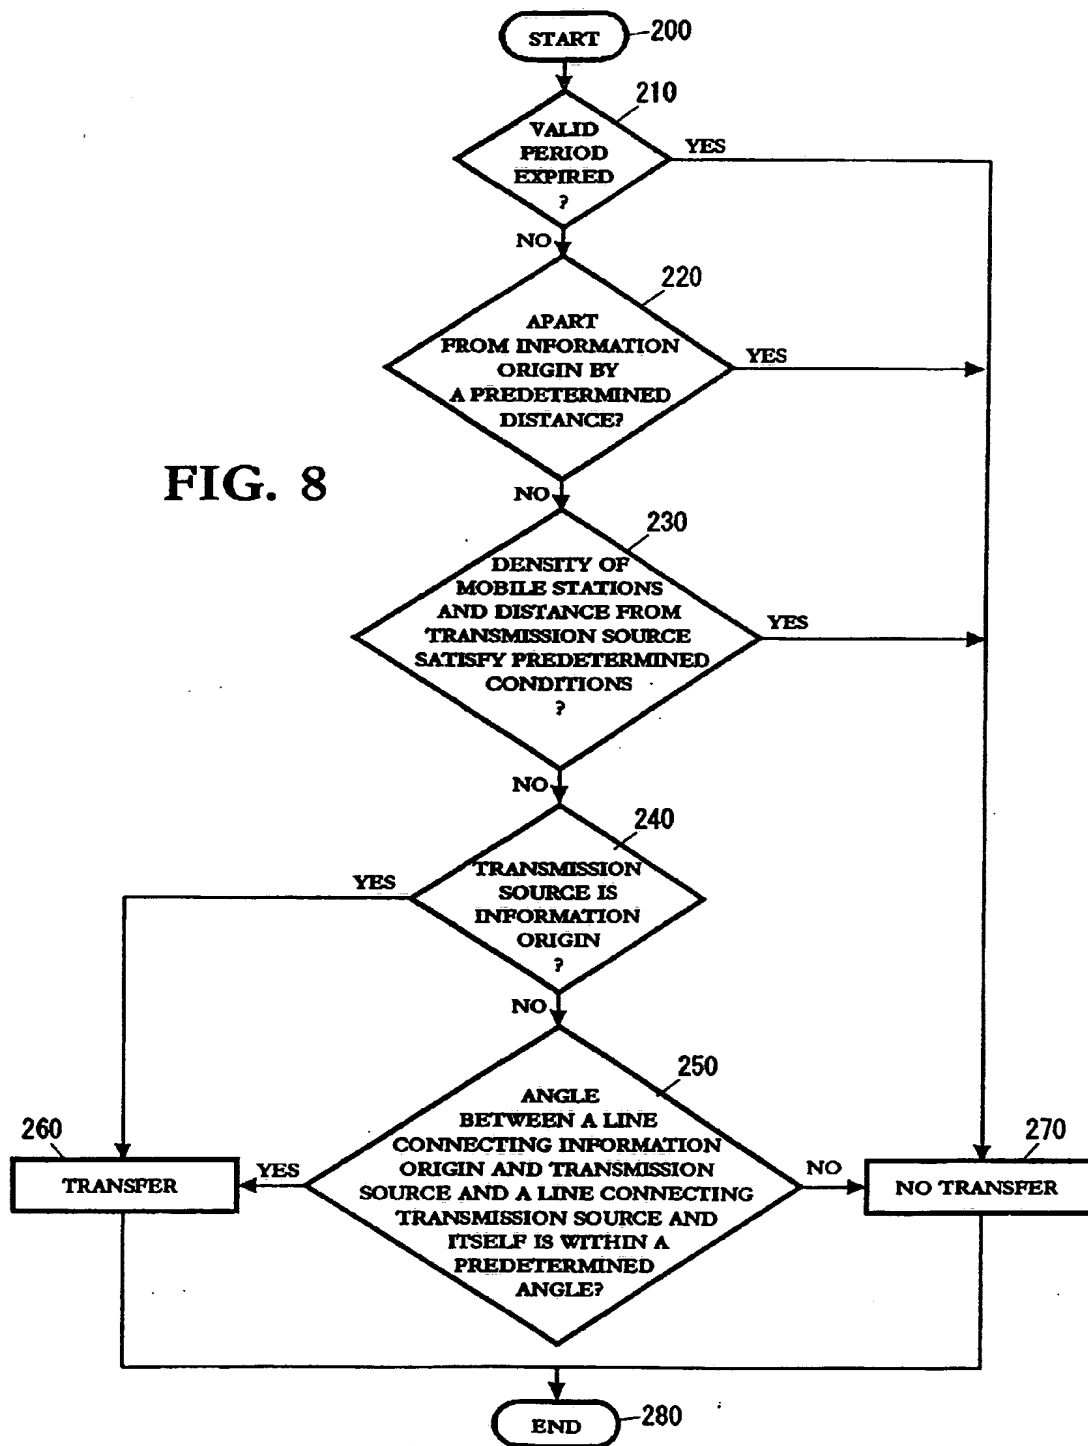 START
200
210
VALID
PERIOD
EXPIRED
?
YES
NO
220
APART
FROM INFORMATION
ORIGIN BY
A PREDETERMINED
DISTANCE?
YES
FIG. 8
NO
230
DENSITY OF
MOBILE STATIONS
AND DISTANCE FROM
TRANSMISSION SOURCE
SATISFY PREDETERMINED
CONDITIONS
?
YES
NO
240
YES
TRANSMISSION
SOURCE IS
INFORMATION
ORIGIN
?
NO
250
ANGLE
BETWEEN A LINE
CONNECTING INFORMATION
ORIGIN AND TRANSMISSION
SOURCE AND A LINE CONNECTING
TRANSMISSION SOURCE AND
ITSELF IS WITHIN A
PREDETERMINED
ANGLE?
260
TRANSFER
YES
NO
270
NO TRANSFER
END
280